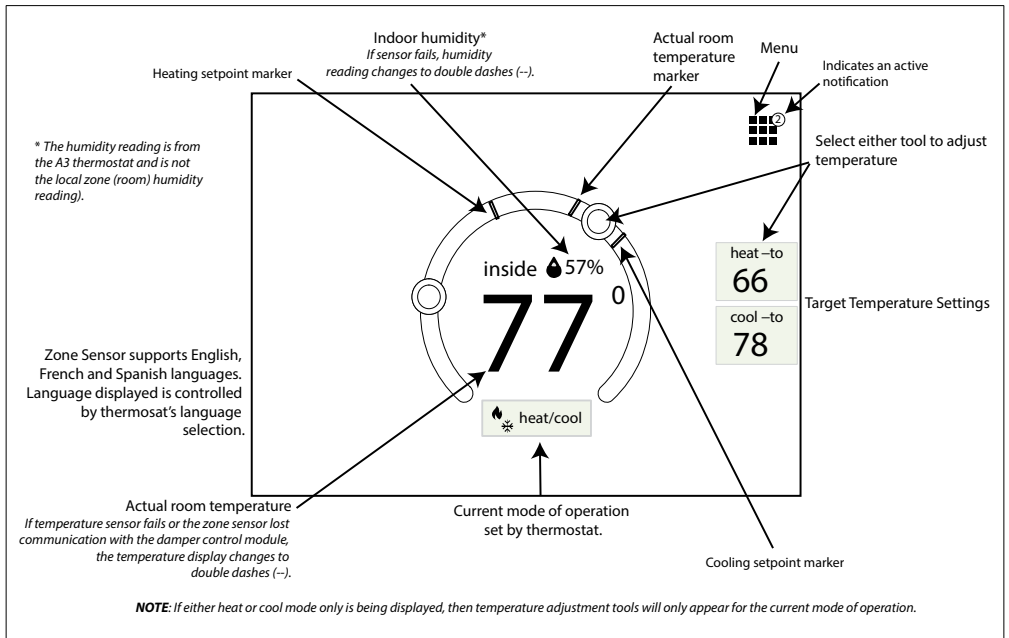 Indoor humidity*
If sensor fails, humidity
reading changes to double dashes (--).
Actual room
temperature
marker
Menu
Indicates an active
notification
Heating setpoint marker
2
Select either tool to adjust
temperature
* The humidity reading is from
the A3 thermostat and is not
the local zone (room) humidity
reading).
inside 57%
77 0
heat –to
66
Target Temperature Settings
cool –to
78
Zone Sensor supports English,
French and Spanish languages.
Language displayed is controlled
by thermosat's language
selection.
heat/cool
Actual room temperature
If temperature sensor fails or the zone sensor lost
communication with the damper control module,
the temperature display changes to
double dashes (--).
Current mode of operation
set by thermostat.
Cooling setpoint marker
NOTE: If either heat or cool mode only is being displayed, then temperature adjustment tools will only appear for the current mode of operation.